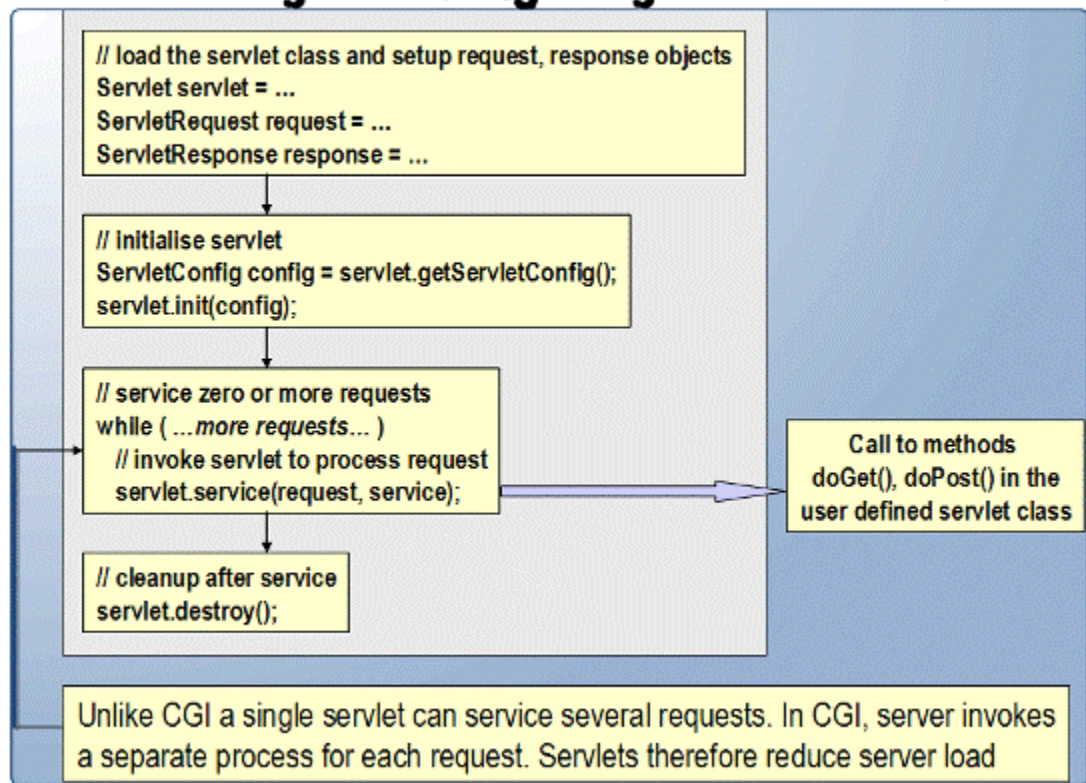 // load the servlet class and setup request, response objects
Servlet servlet = ...
ServletRequest request = ...
ServletResponse response = ...
// initialise servlet
ServletConfig config = servlet.getServletConfig();
servlet.init(config);
// service zero or more requests
while ( ...more requests... )
// invoke servlet to process request
servlet.service(request, service);
Call to methods
doGet(), doPost() in the
user defined servlet class
// cleanup after service
servlet.destroy();
Unlike CGI a single servlet can service several requests. In CGI, server invokes
a separate process for each request. Servlets therefore reduce server load